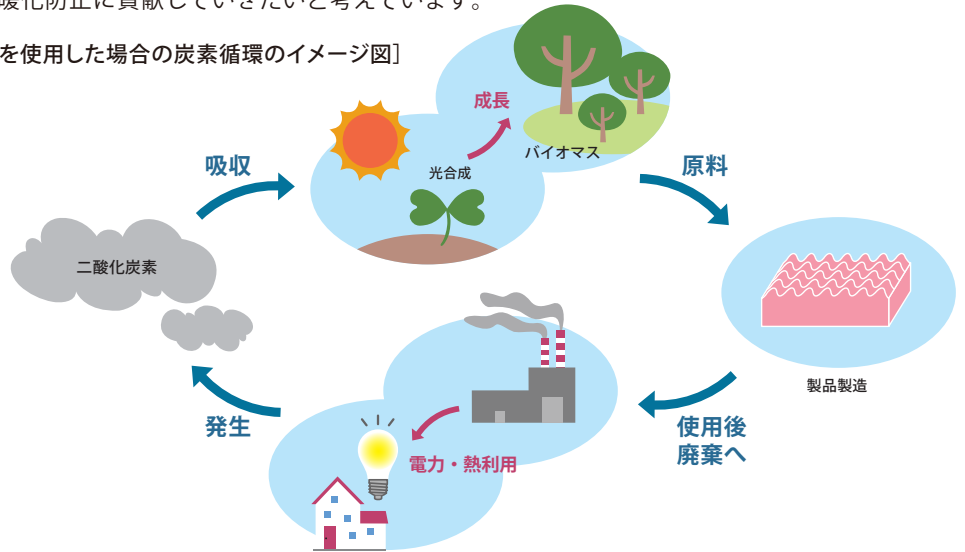 暖化防止に貢献していきたいと考えています。
を使用した場合の炭素循環のイメージ図]
成長
バイオマス
光合成
吸収
原料
二酸化炭素
製品製造
発生
電力・熱利用
使用後
廃棄へ